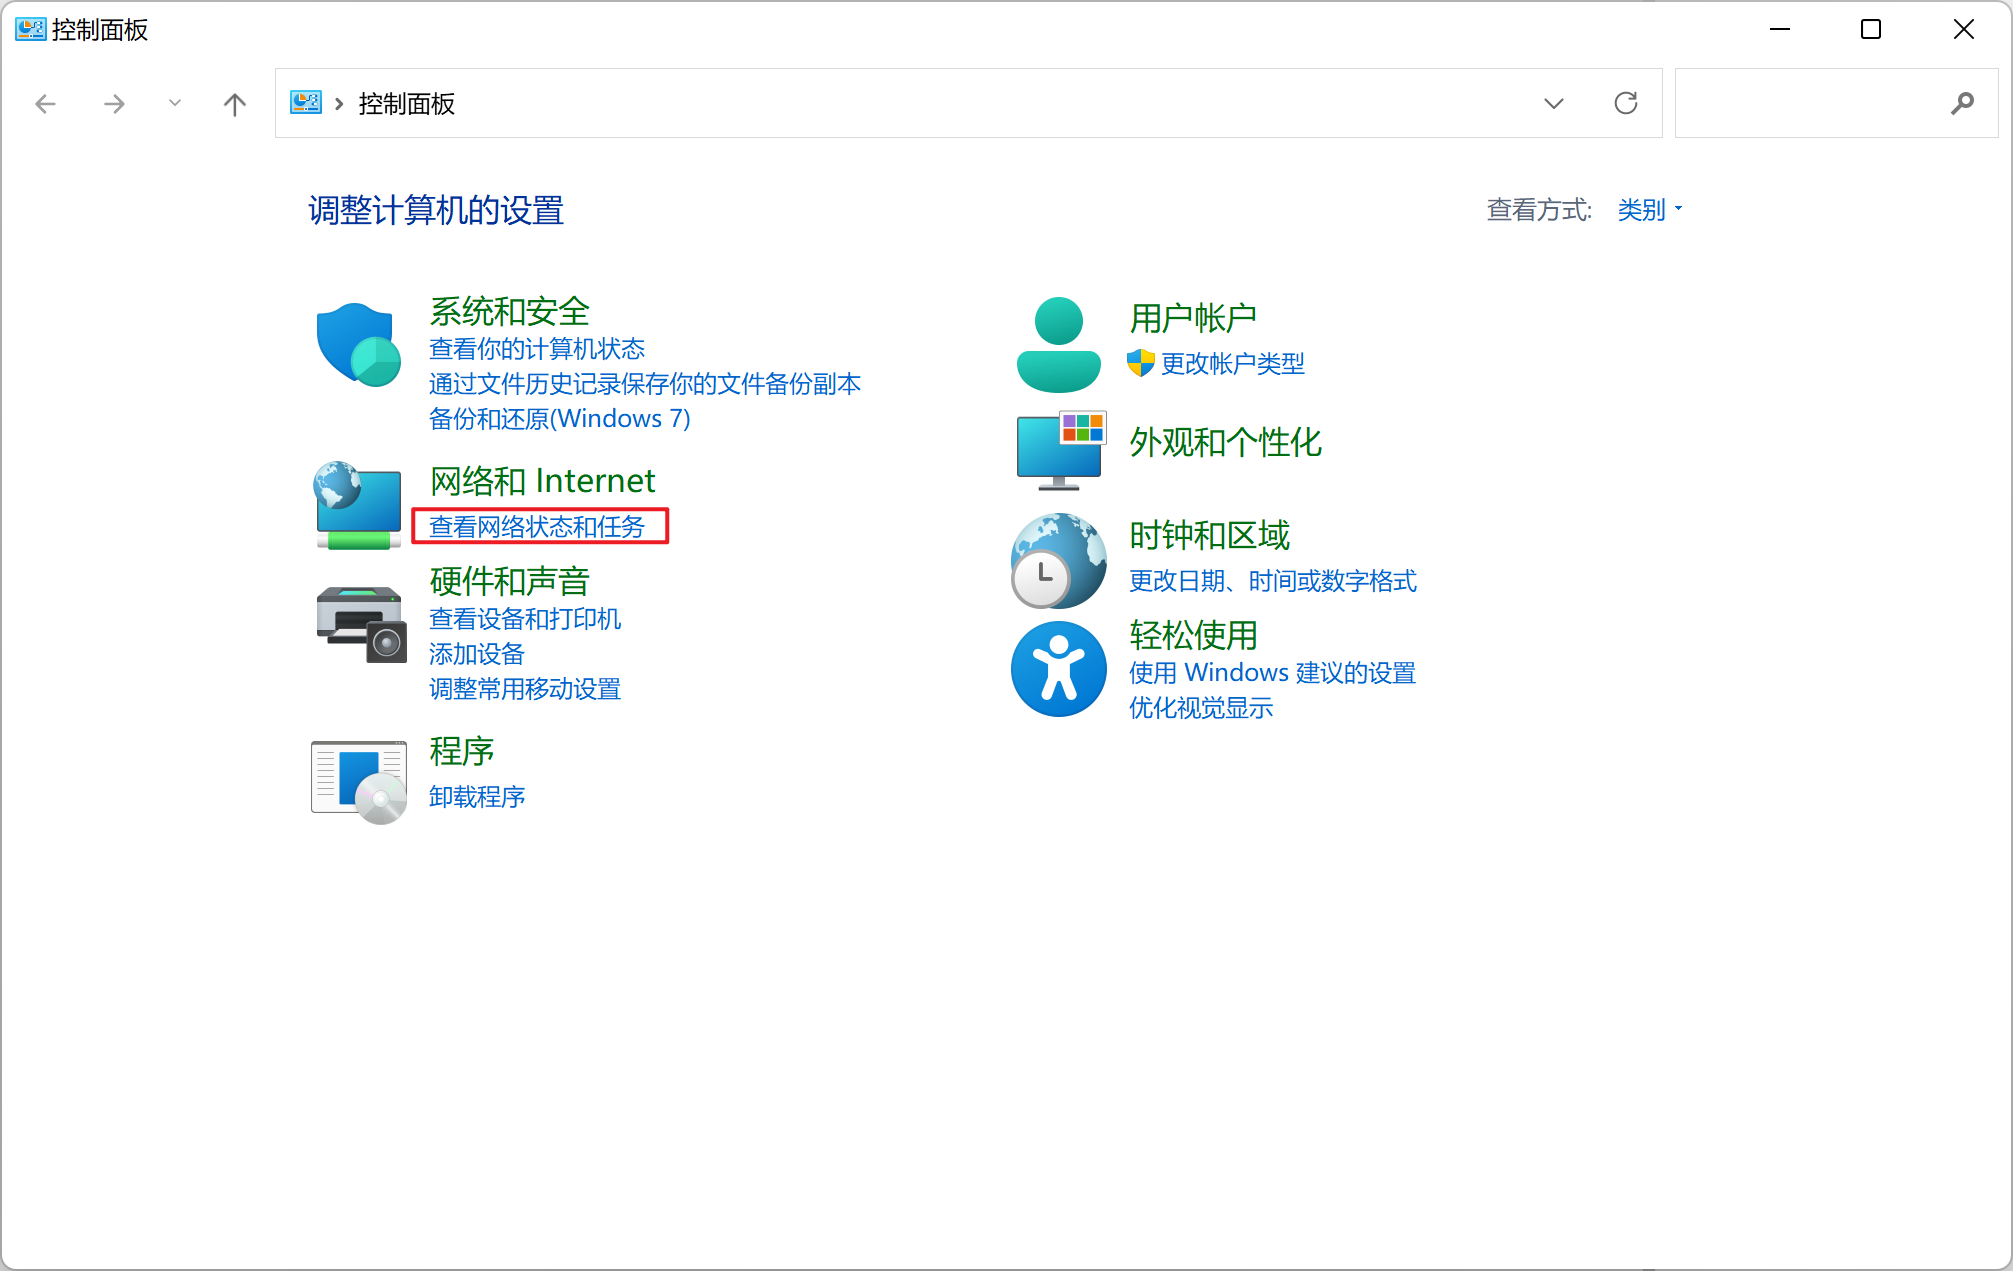 控制面板
控制面板
调整计算机的设置
查看方式: 类别
系统和安全
查看你的计算机状态
通过文件历史记录保存你的文件备份副本
备份和还原(Windows 7)
网络和 Internet
查看网络状态和任务
硬件和声音
查看设备和打印机
添加设备
调整常用移动设置
程序
卸载程序
用户帐户
更改帐户类型
外观和个性化
时钟和区域
更改日期、时间或数字格式
轻松使用
使用 Windows 建议的设置
优化视觉显示